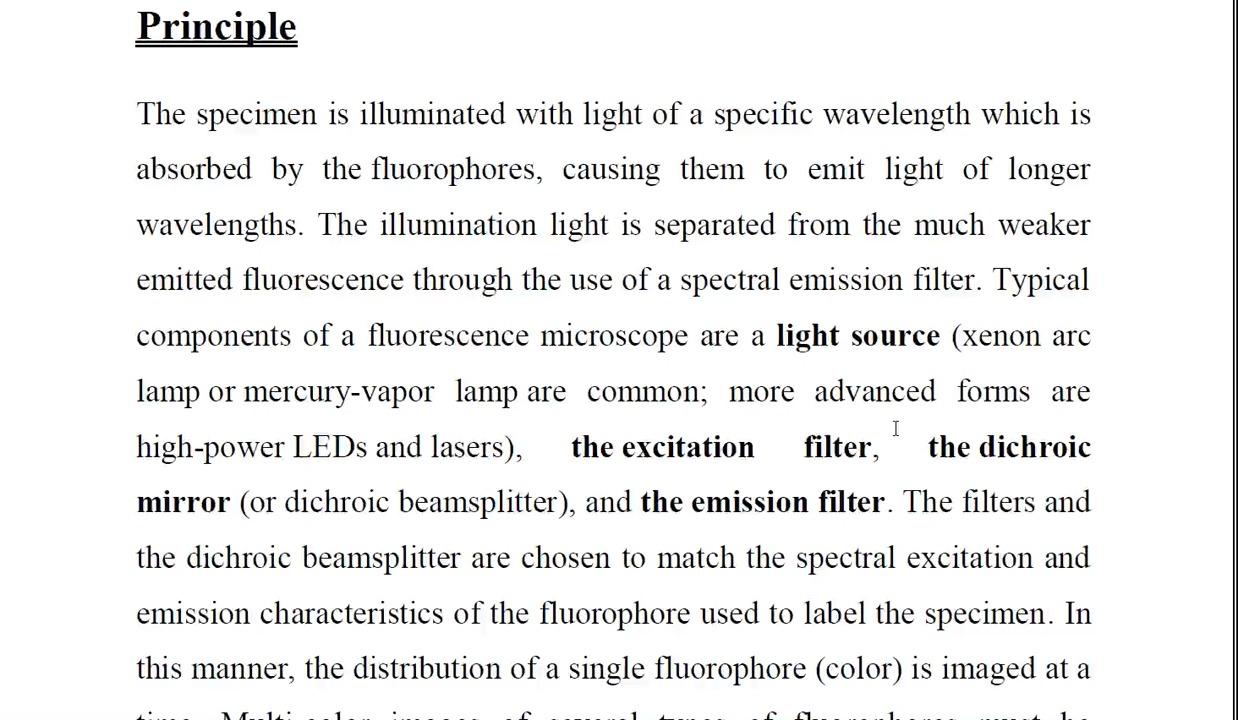 Principle
The specimen is illuminated with light of a specific wavelength which is
absorbed by the fluorophores, causing them to emit light of longer
wavelengths. The illumination light is separated from the much weaker
emitted fluorescence through the use of a spectral emission filter. Typical
components of a fluorescence microscope are a light source (xenon arc
lamp or mercury-vapor lamp are common; more advanced forms are
high-power LEDs and lasers), the excitation filter, the dichroic
mirror (or dichroic beamsplitter), and the emission filter. The filters and
the dichroic beamsplitter are chosen to match the spectral excitation and
emission characteristics of the fluorophore used to label the specimen. In
this manner, the distribution of a single fluorophore (color) is imaged at a
time. Multi-color images of several types of fluorophores must be